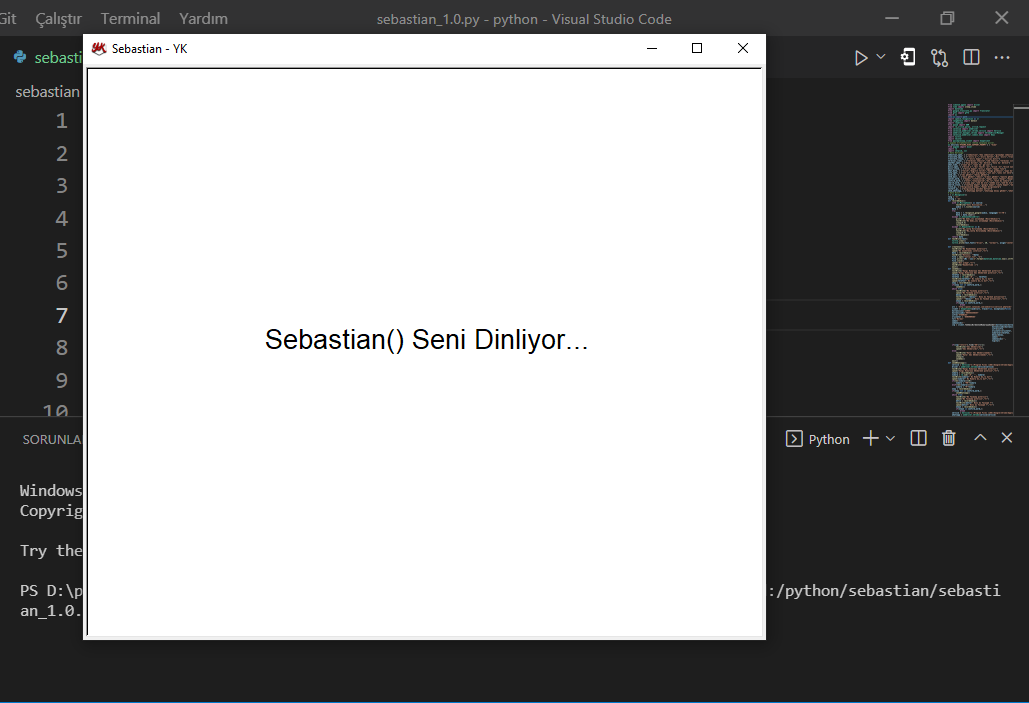 Git Çalıştır Terminal Yardım sebastian_1.0.py - python - Visual Studio Code
sebasti
Sebastian - YK
sebastian
1
2
3
4
5
6
7
8
9
10
Sebastian() Seni Dinliyor...
SORUNLA
Python
Windows
Copyrig
Try the
PS D:\p :/python/sebastian/sebasti
an_1.0.